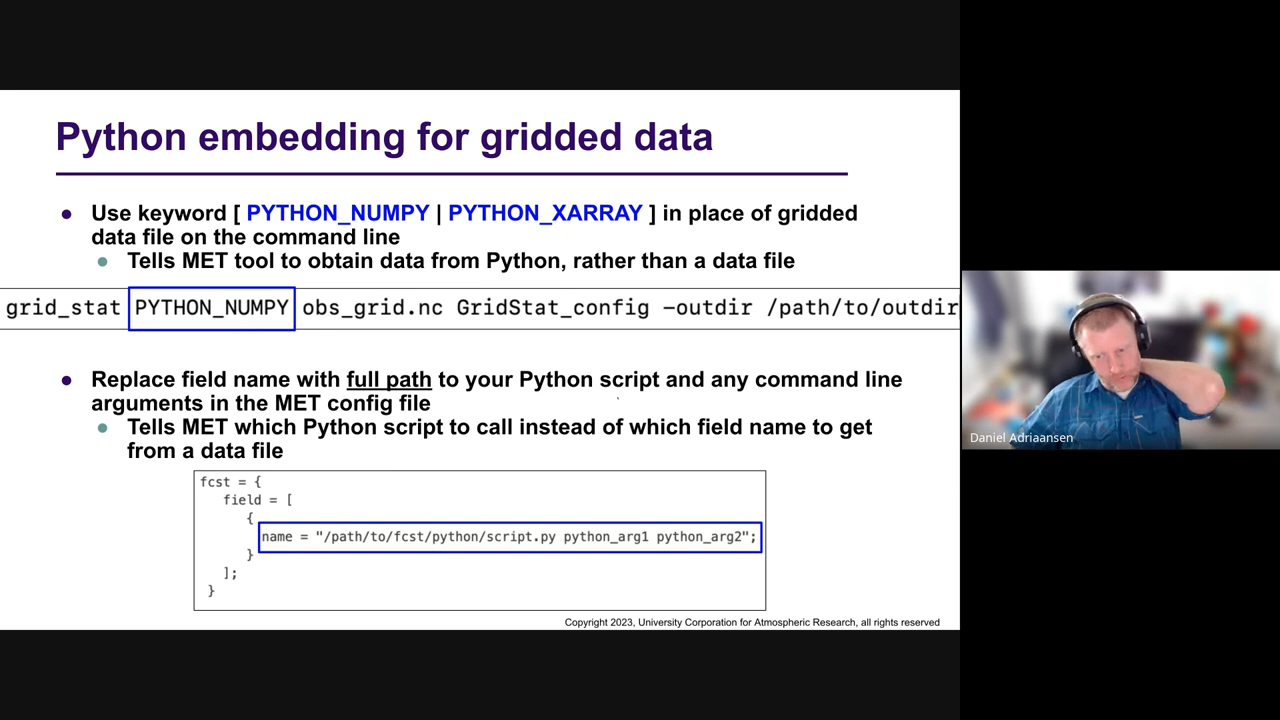 Python embedding for gridded data
● Use keyword [ PYTHON_NUMPY | PYTHON_XARRAY ] in place of gridded
data file on the command line
● Tells MET tool to obtain data from Python, rather than a data file
grid_stat PYTHON_NUMPY obs_grid.nc GridStat_config –outdir /path/to/outdir
● Replace field name with full path to your Python script and any command line
arguments in the MET config file
● Tells MET which Python script to call instead of which field name to get
from a data file
fcst = {
field = [
{
name = "/path/to/fcst/python/script.py python_arg1 python_arg2";
}
];
}
Copyright 2023, University Corporation for Atmospheric Research, all rights reserved
Daniel Adriaansen